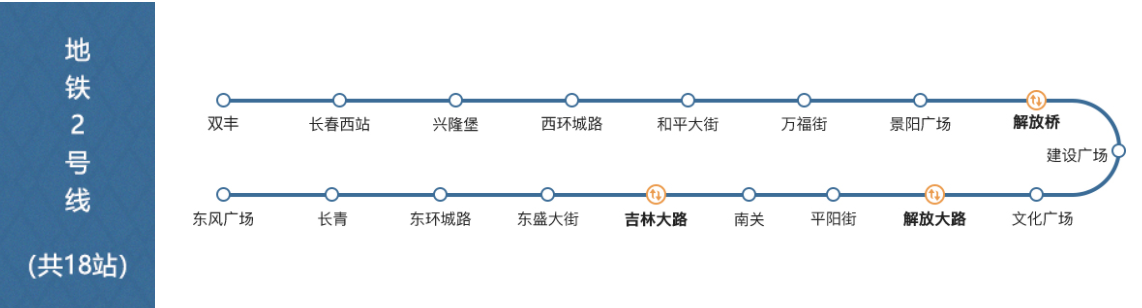 地
铁
2
号
线
(共18站)
双丰
长春西站
兴隆堡
西环城路
和平大街
万福街
景阳广场
解放桥
建设广场
东风广场
长青
东环城路
东盛大街
吉林大路
南关
平阳街
解放大路
文化广场